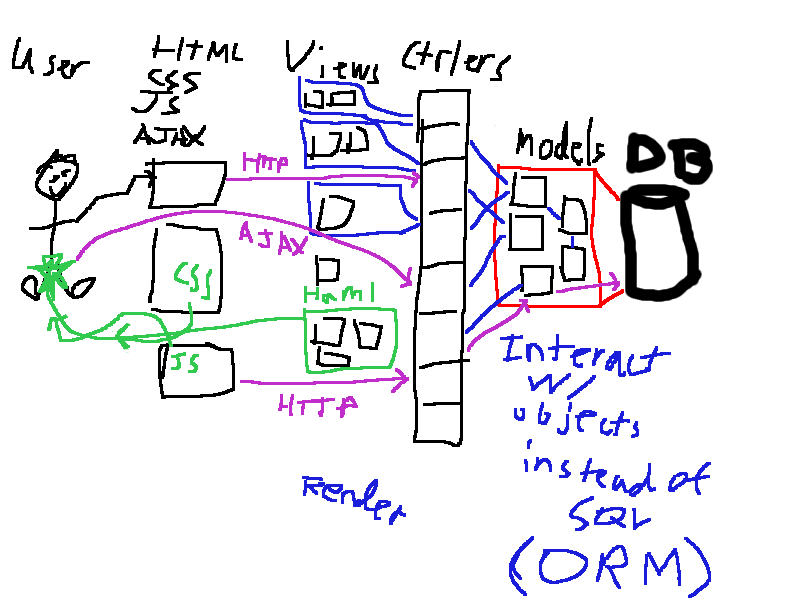 User
HTML
CSS
JS
AJAX
Views
Ctrlers
Models
DB
HTTP
AJAX
CSS
Haml
JS
HTTP
Interact
w/
objects
instead of
SQL
(ORM)
Render